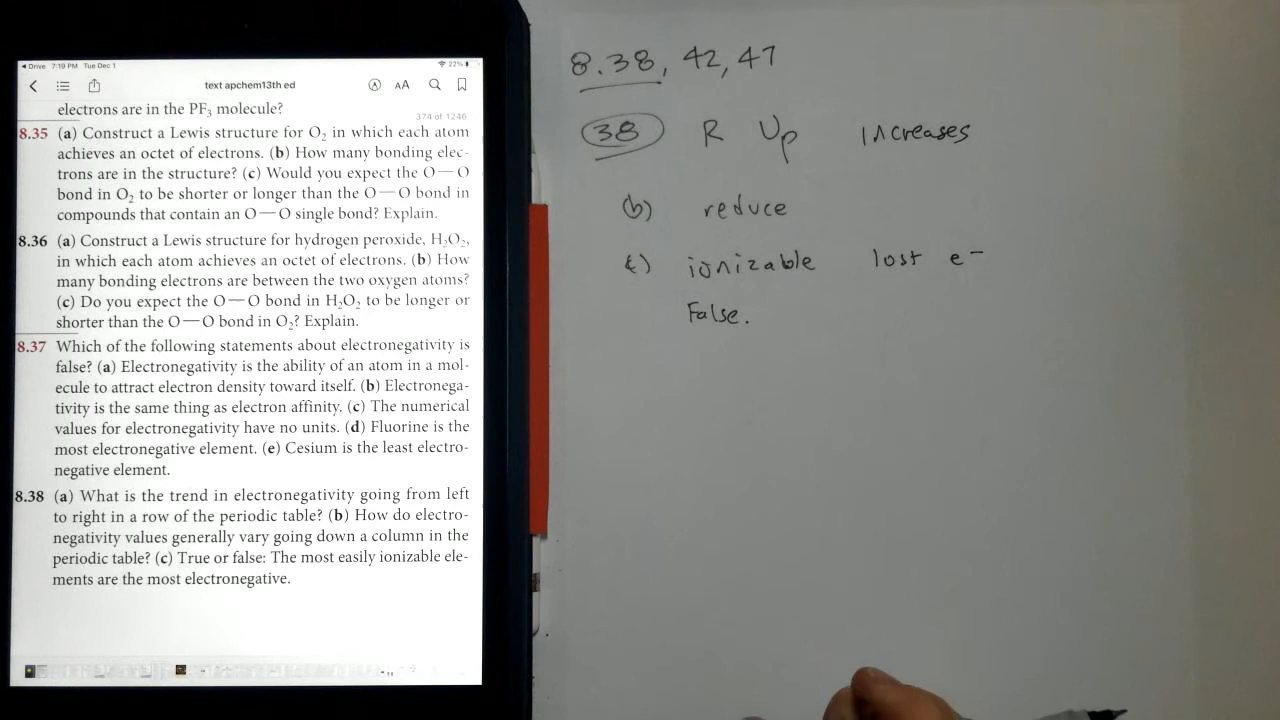 Drive 7:19 PM Tue Dec 1
22%
text apchem13th ed
AA
electrons are in the PF₃ molecule?
374 of 1246
8.35 (a) Construct a Lewis structure for O₂ in which each atom
achieves an octet of electrons. (b) How many bonding elec-
trons are in the structure? (c) Would you expect the O—O
bond in O₂ to be shorter or longer than the O—O bond in
compounds that contain an O—O single bond? Explain.
8.36 (a) Construct a Lewis structure for hydrogen peroxide, H₂O₂,
in which each atom achieves an octet of electrons. (b) How
many bonding electrons are between the two oxygen atoms?
(c) Do you expect the O—O bond in H₂O₂ to be longer or
shorter than the O—O bond in O₂? Explain.
8.37 Which of the following statements about electronegativity is
false? (a) Electronegativity is the ability of an atom in a mol-
ecule to attract electron density toward itself. (b) Electronega-
tivity is the same thing as electron affinity. (c) The numerical
values for electronegativity have no units. (d) Fluorine is the
most electronegative element. (e) Cesium is the least electro-
negative element.
8.38 (a) What is the trend in electronegativity going from left
to right in a row of the periodic table? (b) How do electro-
negativity values generally vary going down a column in the
periodic table? (c) True or false: The most easily ionizable ele-
ments are the most electronegative.
8.38, 42, 47
38 R Up increases
(b) reduce
(c) ionizable lost e-
False.